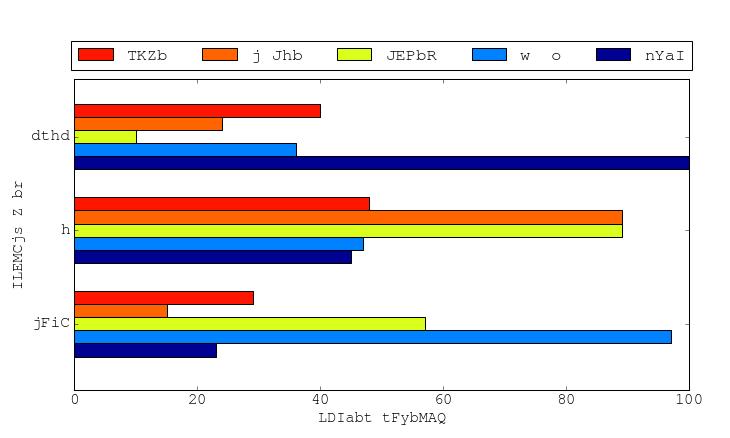 TKZb j Jhb JEPbR w  o nYaI
dthd
h
jFiC
ILEMCjs Z br
0 20 40 60 80 100
LDIabt tFybMAQ